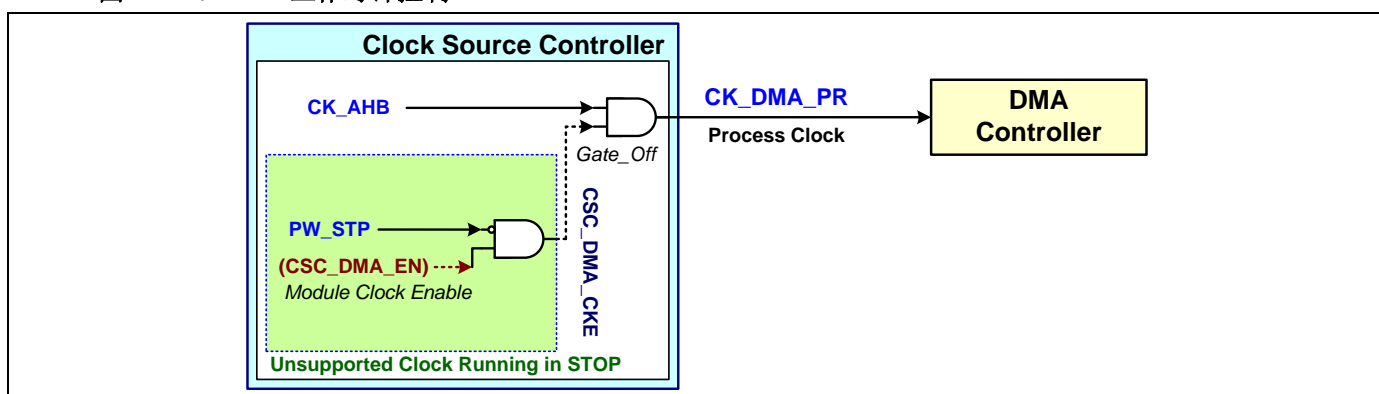 Clock Source Controller
CK_AHB
CK_DMA_PR
Process Clock
DMA
Controller
Gate_Off
PW_STP
(CSC_DMA_EN)
Module Clock Enable
CSC_DMA_CKE
Unsupported Clock Running in STOP